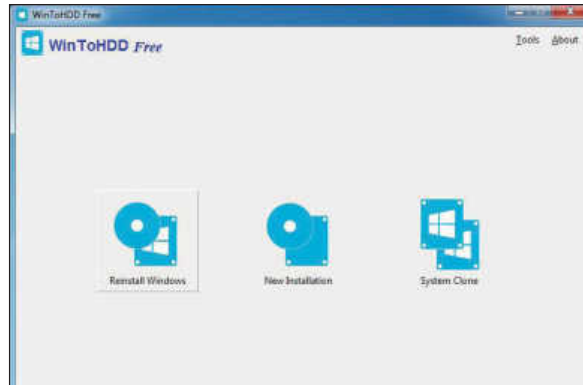 WinToHDD Free
WinToHDD Free
Tools About
Reinstall Windows
New Installation
System Clone